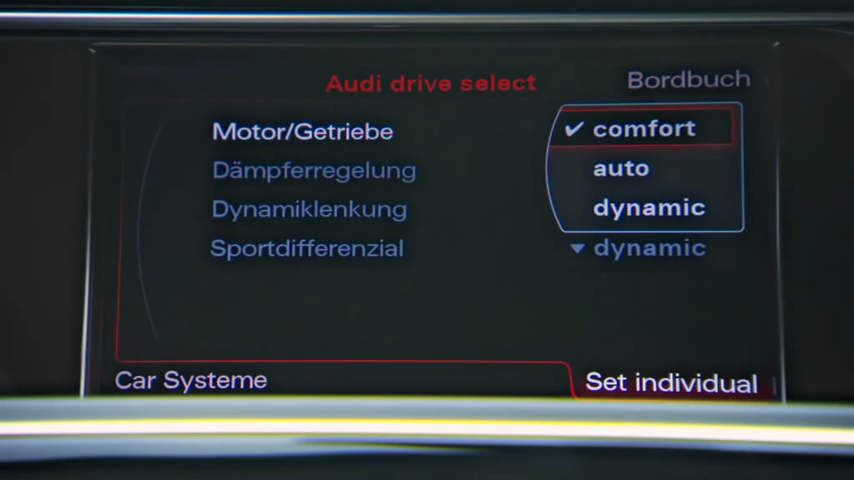 Audi drive select Bordbuch
Motor/Getriebe ✔ comfort
Dämpferregelung auto
Dynamiklenkung dynamic
Sportdifferenzial ▼ dynamic
Car Systeme Set individual